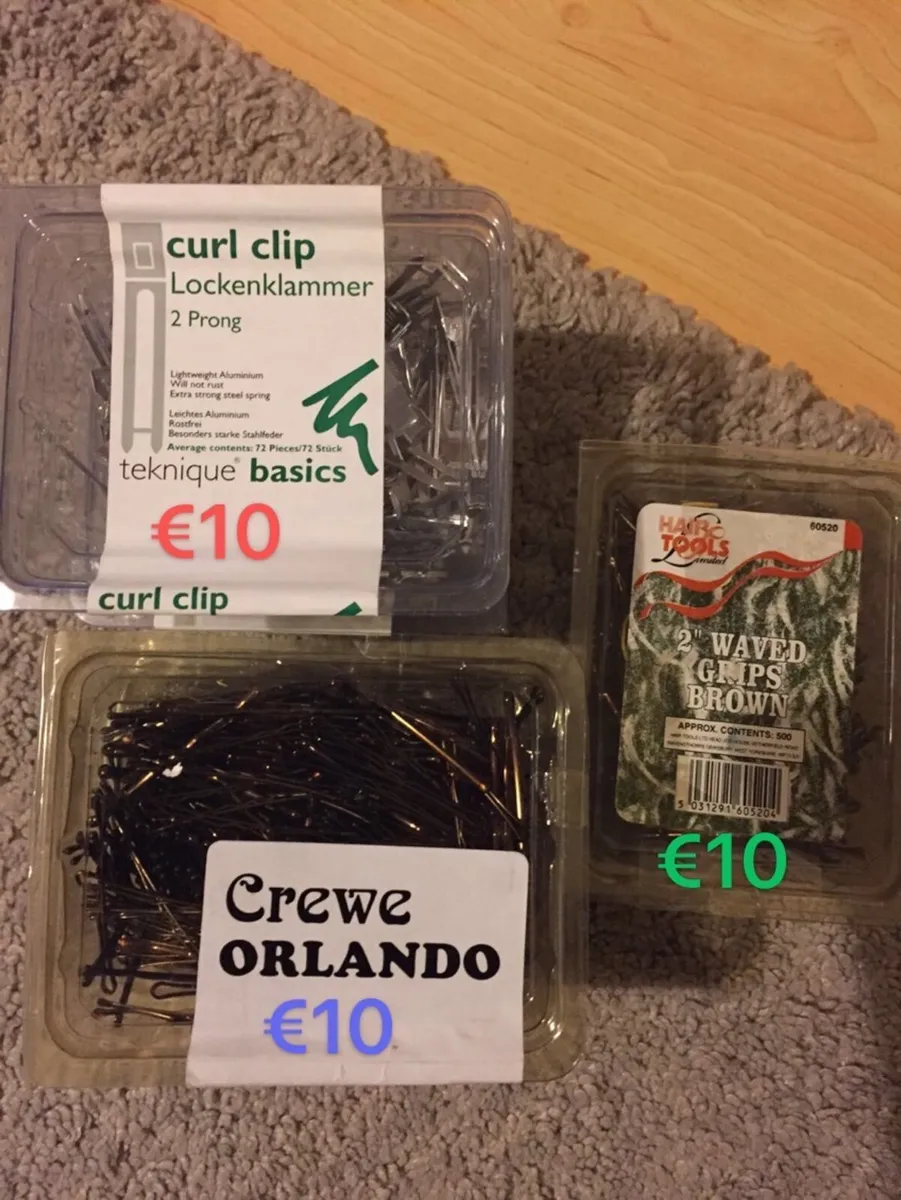 curl clip
Lockenklammer
2 Prong
Lightweight Aluminium
Will not rust
Extra strong steel spring
Leichtes Aluminium
Rostfrei
Besonders starke Stahlfeder
Average contents: 72 Pieces/72 Stück
teknique® basics
€10
curl clip
HAIR
TOOLS
Limited
60520
2" WAVED
GRIPS
BROWN
APPROX. CONTENTS: 500
5 031291 605204
€10
Crewe
ORLANDO
€10